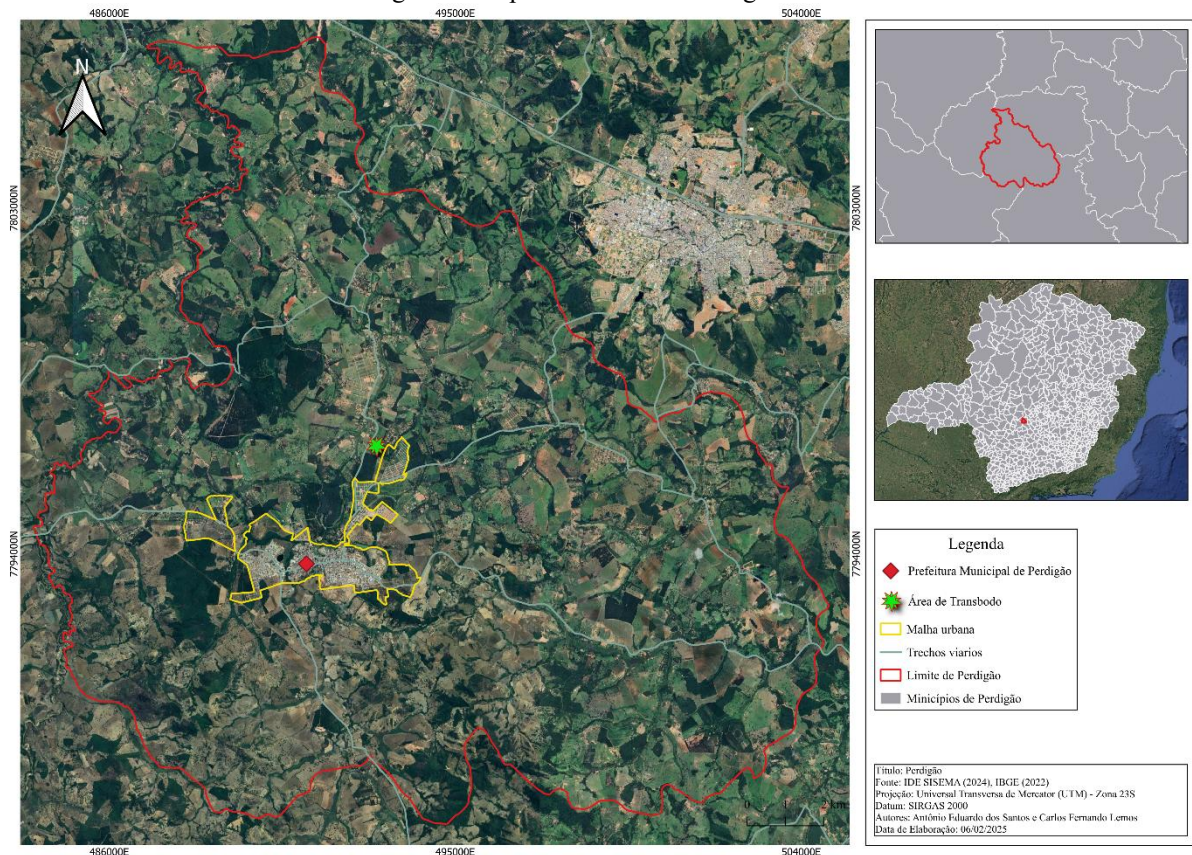 486000E
495000E
504000E
N
7803000N
7803000N
7794000N
7794000N
2 km
486000E
495000E
504000E
Legenda
Prefeitura Municipal de Perdigão
Área de Transbodo
Malha urbana
Trechos viarios
Limite de Perdigão
Minicípios de Perdigão
Título: Perdigão
Fonte: IDE SISEMA (2024), IBGE (2022)
Projeção: Universal Transversa de Mercator (UTM) - Zona 23S
Datum: SIRGAS 2000
Autores: Antônio Eduardo dos Santos e Carlos Fernando Lemos
Data de Elaboração: 06/02/2025